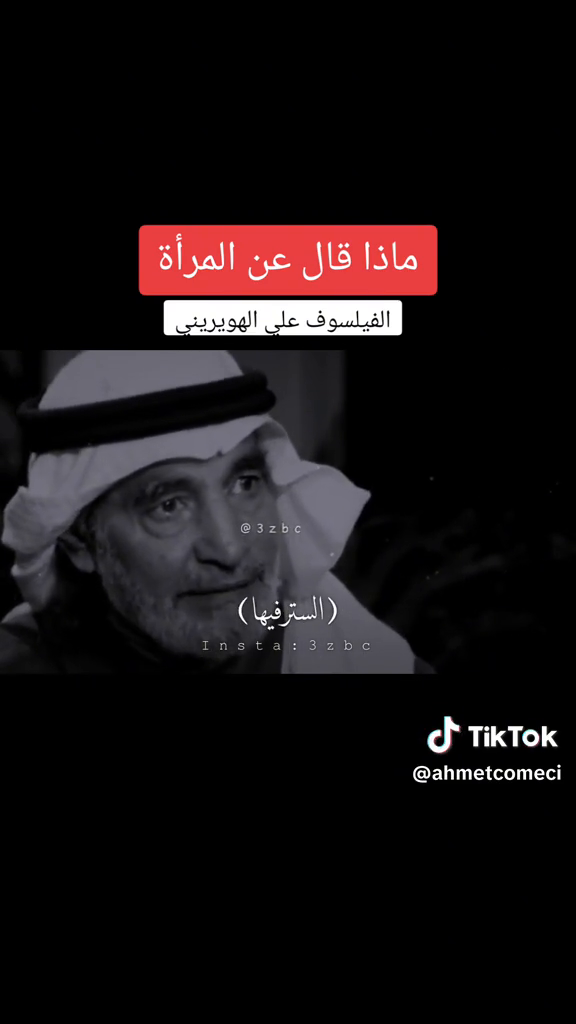 ماذا قال عن المرأة
الفيلسوف علي الهويريني
@3zbc
(السترفيها)
Insta:3zbc
TikTok
@ahmetcomeci